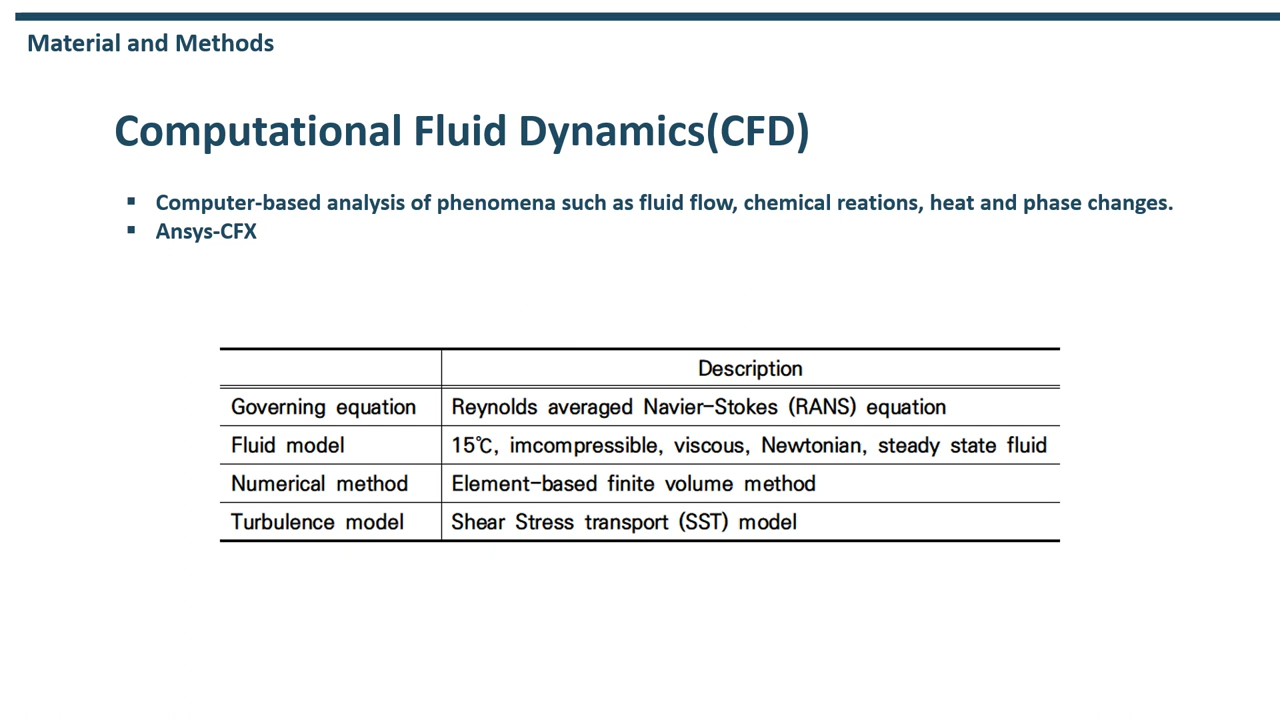 Material and Methods
Computational Fluid Dynamics(CFD)
▪ Computer-based analysis of phenomena such as fluid flow, chemical reations, heat and phase changes.
▪ Ansys-CFX
Description
Governing equation Reynolds averaged Navier-Stokes (RANS) equation
Fluid model 15℃, imcompressible, viscous, Newtonian, steady state fluid
Numerical method Element-based finite volume method
Turbulence model Shear Stress transport (SST) model